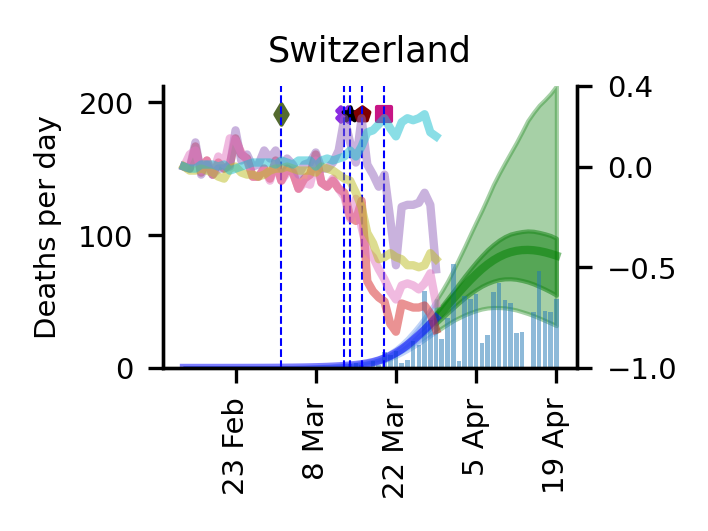 Switzerland
Deaths per day
200
100
0
0.4
0.0
−0.5
−1.0
23 Feb
8 Mar
22 Mar
5 Apr
19 Apr